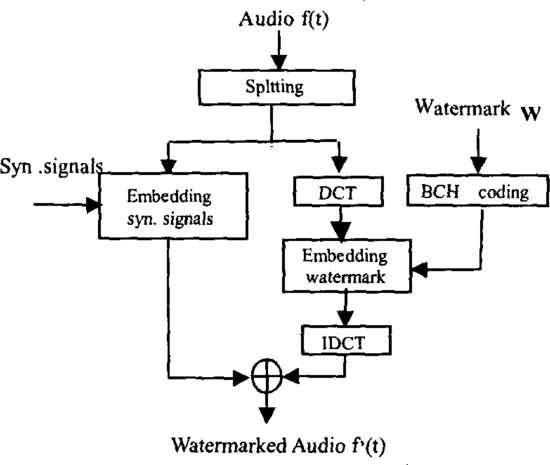 Audio f(t)
Spltting
Watermark W
Syn .signals
Embedding
syn. signals
DCT
BCH coding
Embedding
watermark
IDCT
Watermarked Audio f'(t)